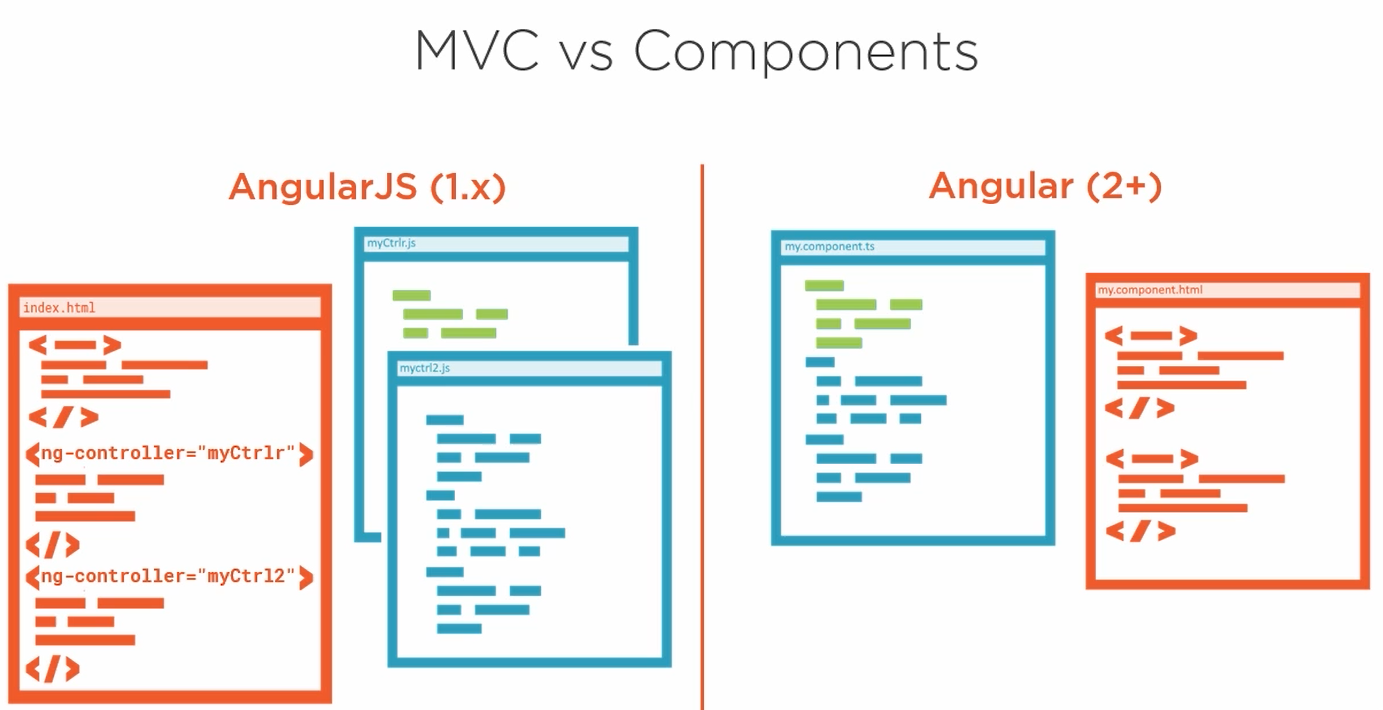 MVC vs Components
AngularJS (1.x)
index.html
<ng-controller="myCtrlr">
</>
<ng-controller="myCtrl2">
</>
myCtrlr.js
myctrl2.js
Angular (2+)
my.component.ts
my.component.html